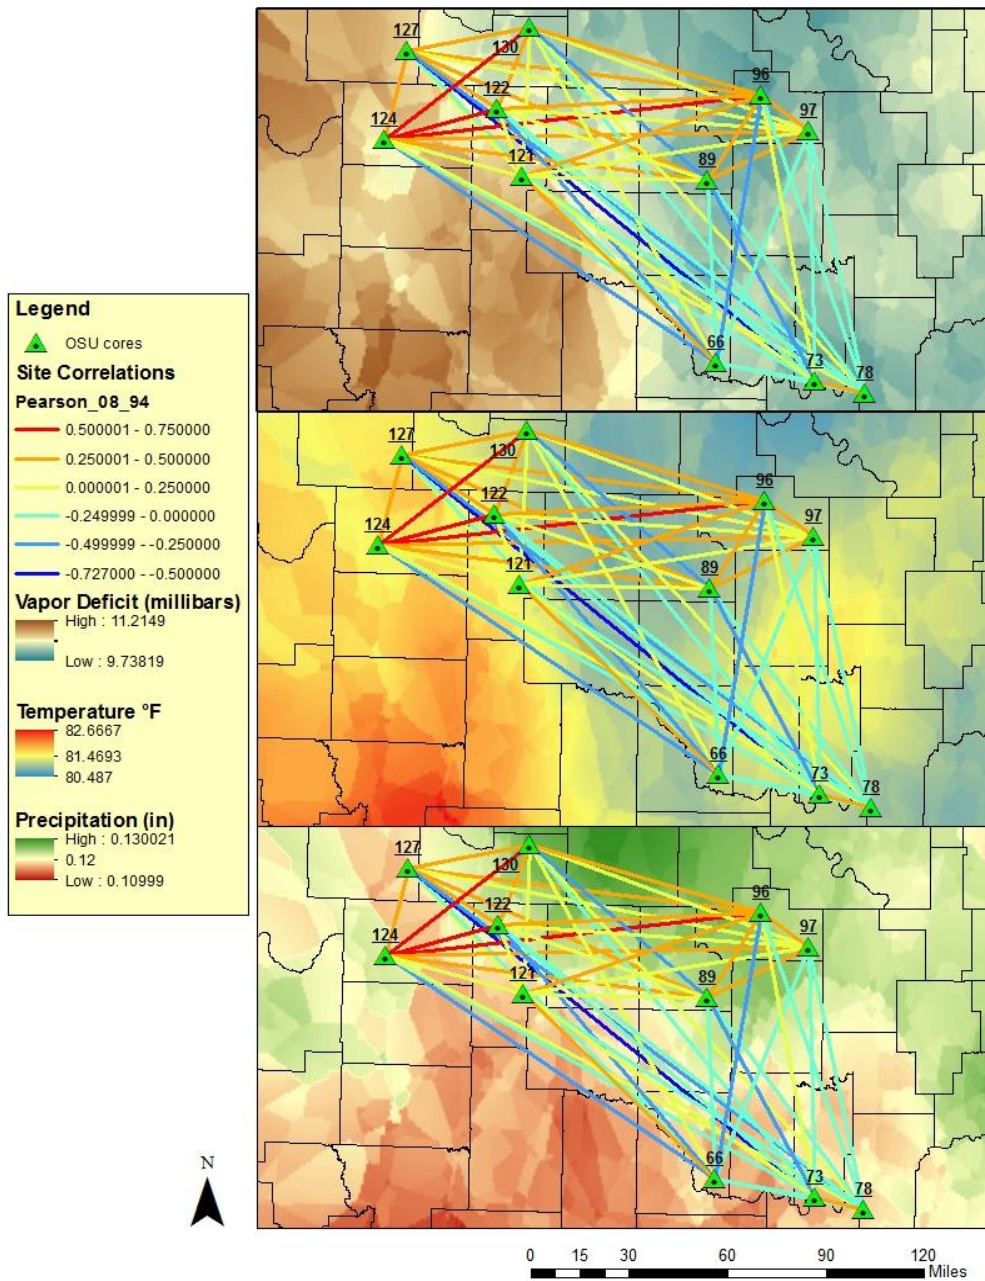 127
130
96
122
97
124
121
89
66
73
78
Legend
OSU cores
Site Correlations
Pearson_08_94
0.500001 - 0.750000
0.250001 - 0.500000
0.000001 - 0.250000
-0.249999 - 0.000000
-0.499999 - -0.250000
-0.727000 - -0.500000
Vapor Deficit (millibars)
High : 11.2149
Low : 9.73819
Temperature °F
82.6667
81.4693
80.487
Precipitation (in)
High : 0.130021
0.12
Low : 0.10999
127
130
96
122
97
124
121
89
66
73
78
127
130
96
122
97
124
121
89
66
73
78
N
0 15 30 60 90 120
Miles